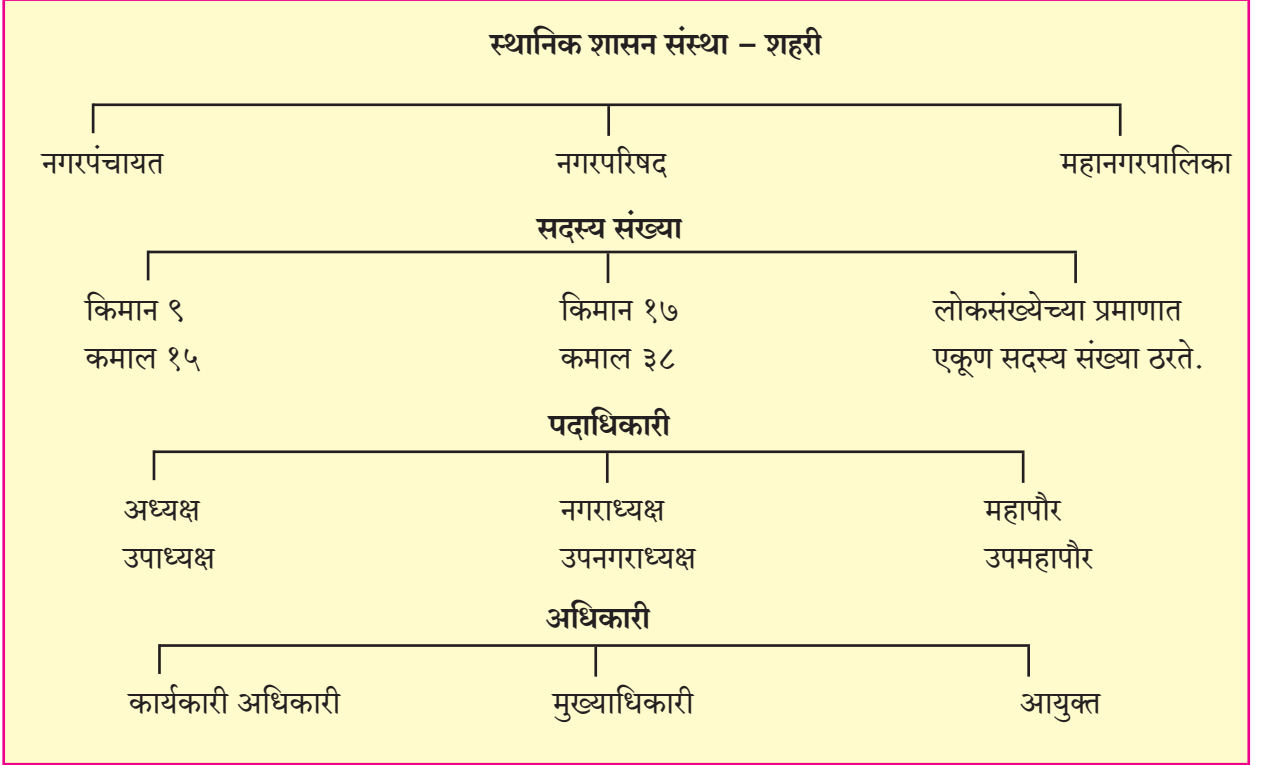 स्थानिक शासन संस्था – शहरी
नगरपंचायत नगरपरिषद महानगरपालिका
सदस्य संख्या
किमान ९ किमान १७ लोकसंख्येच्या प्रमाणात
कमाल १५ कमाल ३८ एकूण सदस्य संख्या ठरते.
पदाधिकारी
अध्यक्ष नगराध्यक्ष महापौर
उपाध्यक्ष उपनगराध्यक्ष उपमहापौर
अधिकारी
कार्यकारी अधिकारी मुख्याधिकारी आयुक्त